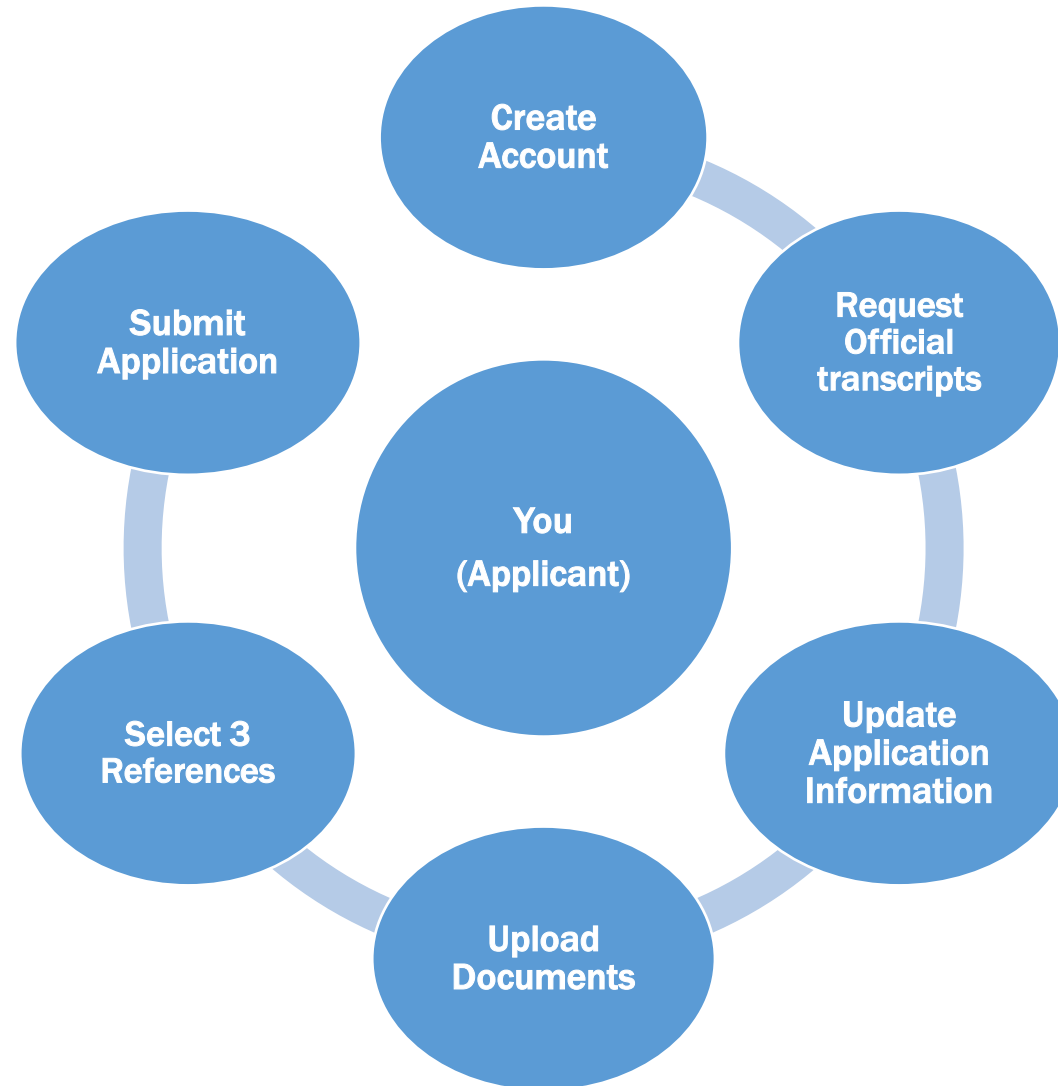 Create
Account
Request
Official
transcripts
Update
Application
Information
Upload
Documents
Select 3
References
Submit
Application
You
(Applicant)